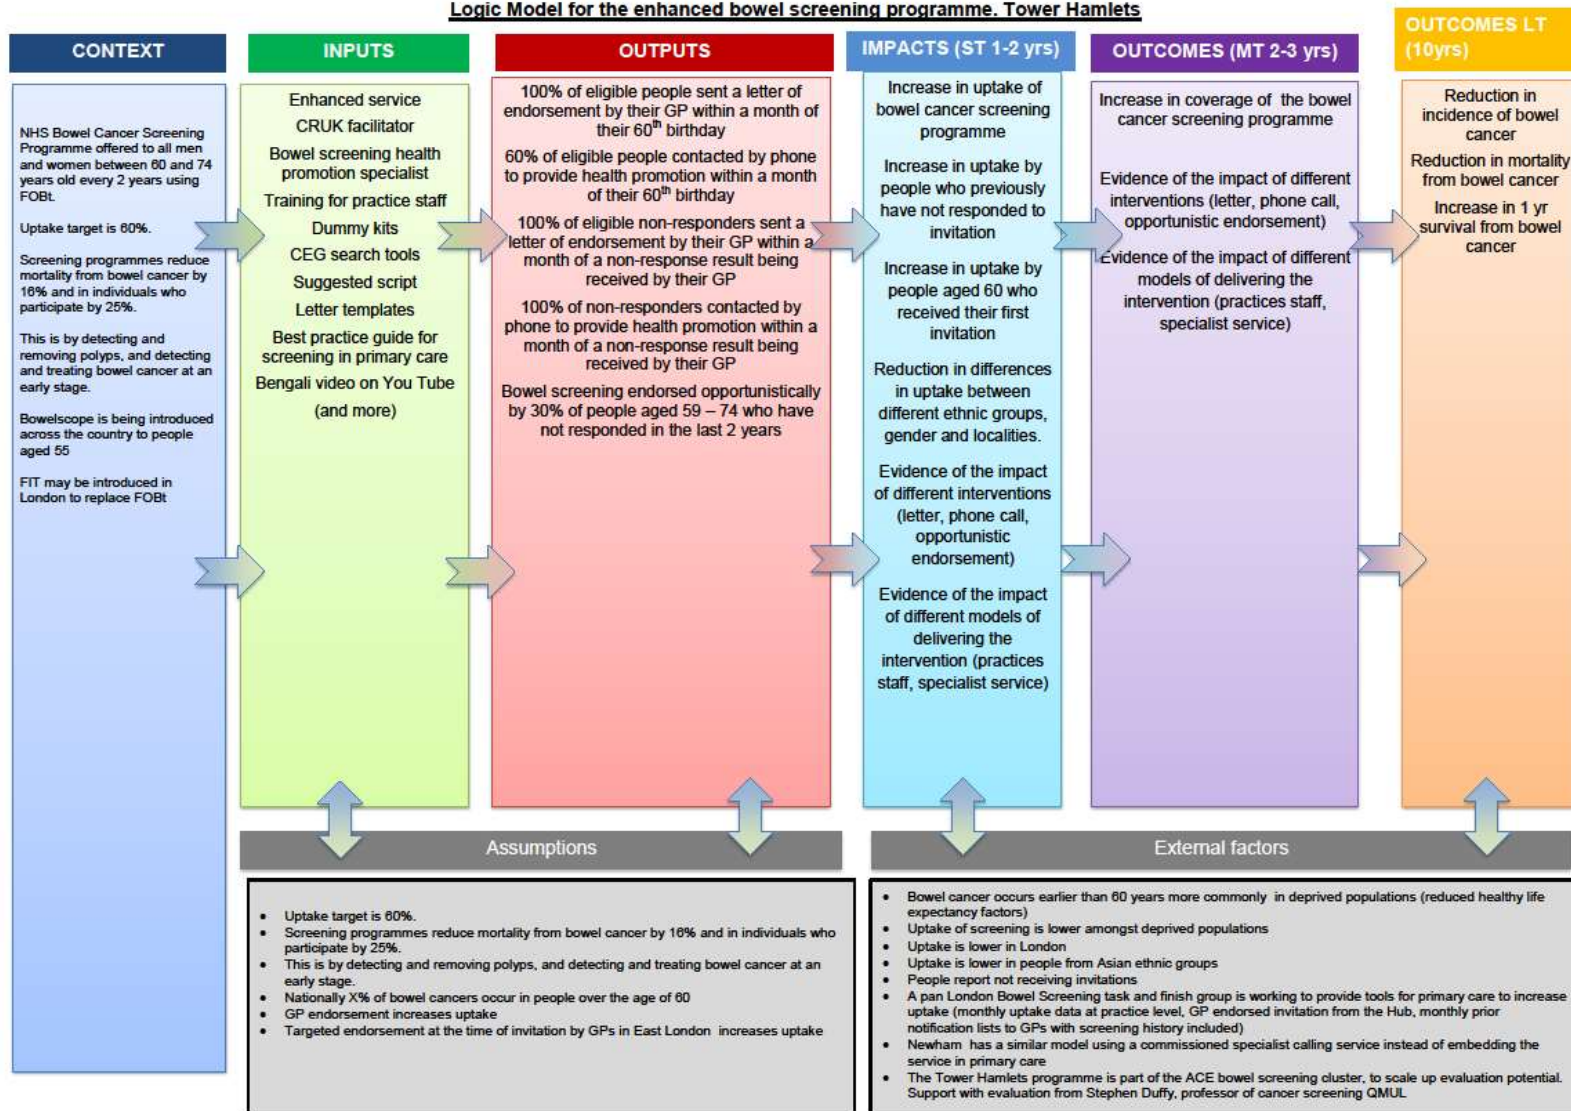 Logic Model for the enhanced bowel screening programme. Tower Hamlets
CONTEXT
NHS Bowel Cancer Screening
Programme offered to all men
and women between 60 and 74
years old every 2 years using
FOBt.
Uptake target is 60%.
Screening programmes reduce
mortality from bowel cancer by
16% and in individuals who
participate by 25%.
This is by detecting and
removing polyps, and detecting
and treating bowel cancer at an
early stage.
Bowelscope is being introduced
across the country to people
aged 55
FIT may be introduced in
London to replace FOBt
INPUTS
Enhanced service
CRUK facilitator
Bowel screening health
promotion specialist
Training for practice staff
Dummy kits
CEG search tools
Suggested script
Letter templates
Best practice guide for
screening in primary care
Bengali video on You Tube
(and more)
OUTPUTS
100% of eligible people sent a letter of
endorsement by their GP within a month of
their 60th birthday
60% of eligible people contacted by phone
to provide health promotion within a month
of their 60th birthday
100% of eligible non-responders sent a
letter of endorsement by their GP within a
month of a non-response result being
received by their GP
100% of non-responders contacted by
phone to provide health promotion within a
month of a non-response result being
received by their GP
Bowel screening endorsed opportunistically
by 30% of people aged 59 – 74 who have
not responded in the last 2 years
IMPACTS (ST 1-2 yrs)
Increase in uptake of
bowel cancer screening
programme
Increase in uptake by
people who previously
have not responded to
invitation
Increase in uptake by
people aged 60 who
received their first
invitation
Reduction in differences
in uptake between
different ethnic groups,
gender and localities.
Evidence of the impact
of different interventions
(letter, phone call,
opportunistic
endorsement)
Evidence of the impact
of different models of
delivering the
intervention (practices
staff, specialist service)
OUTCOMES (MT 2-3 yrs)
Increase in coverage of the bowel
cancer screening programme
Evidence of the impact of different
interventions (letter, phone call,
opportunistic endorsement)
Evidence of the impact of different
models of delivering the
intervention (practices staff,
specialist service)
OUTCOMES LT
(10yrs)
Reduction in
incidence of bowel
cancer
Reduction in mortality
from bowel cancer
Increase in 1 yr
survival from bowel
cancer
Assumptions
• Uptake target is 60%.
• Screening programmes reduce mortality from bowel cancer by 16% and in individuals who
participate by 25%.
• This is by detecting and removing polyps, and detecting and treating bowel cancer at an
early stage.
• Nationally X% of bowel cancers occur in people over the age of 60
• GP endorsement increases uptake
• Targeted endorsement at the time of invitation by GPs in East London increases uptake
External factors
• Bowel cancer occurs earlier than 60 years more commonly in deprived populations (reduced healthy life
expectancy factors)
• Uptake of screening is lower amongst deprived populations
• Uptake is lower in London
• Uptake is lower in people from Asian ethnic groups
• People report not receiving invitations
• A pan London Bowel Screening task and finish group is working to provide tools for primary care to increase
uptake (monthly uptake data at practice level, GP endorsed invitation from the Hub, monthly prior
notification lists to GPs with screening history included)
• Newham has a similar model using a commissioned specialist calling service instead of embedding the
service in primary care
• The Tower Hamlets programme is part of the ACE bowel screening cluster, to scale up evaluation potential.
Support with evaluation from Stephen Duffy, professor of cancer screening QMUL